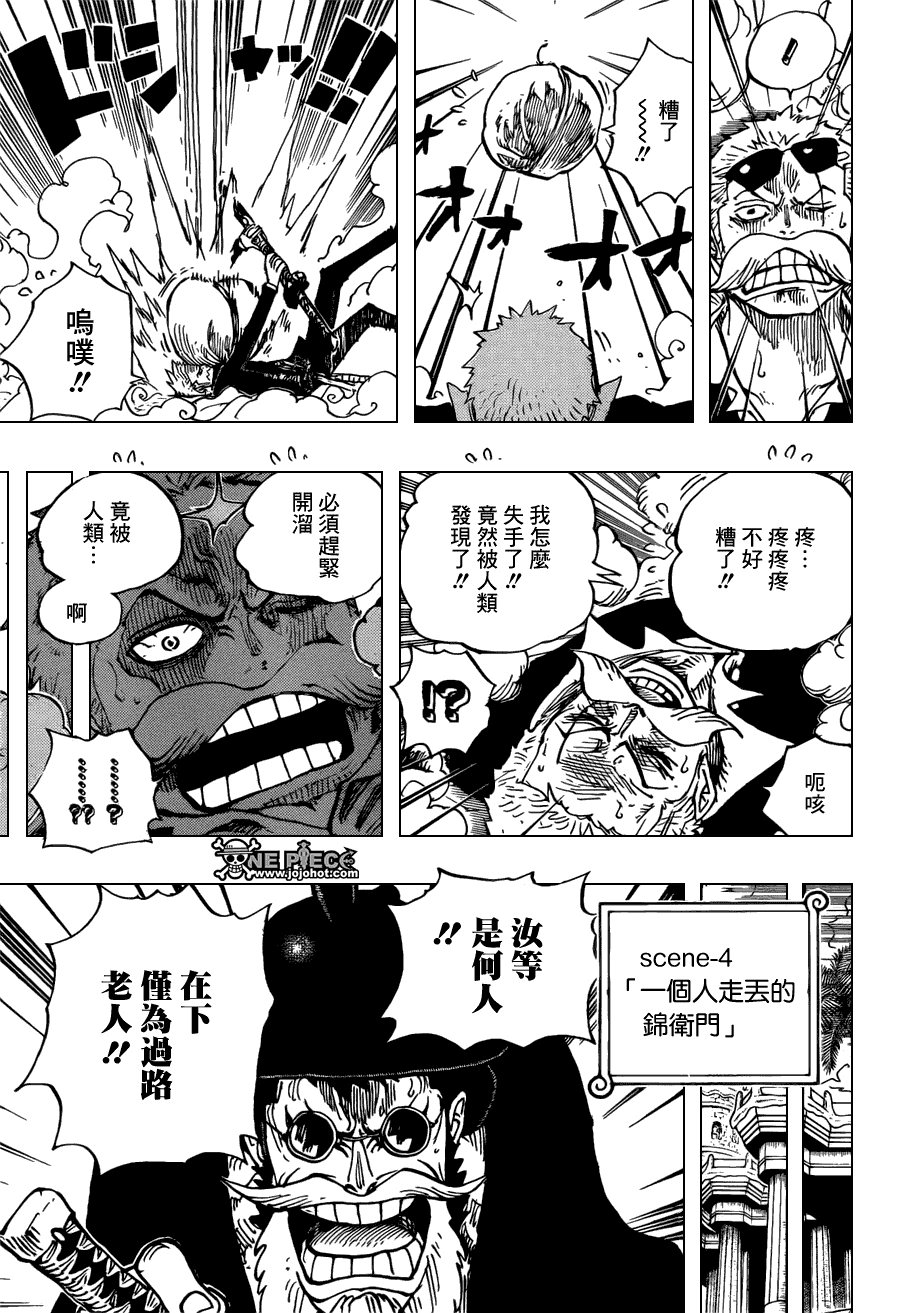 !
糟了
~~~~
オ
オ
オ
オ
ドンッ!!!
嗚
噗
!!
疼…
疼疼疼
不好
糟了!!
我怎麼
失手了!!
竟然被人類
發現了!!
!?
呃
咳
必須趕緊
開溜
竟被
人類…
啊
……?
……??
ONE PIECE
www.jojohot.com
scene-4
「一個人走丟的
錦衛門」
汝等
是何人
!!
在下
僅為過路
老人!!